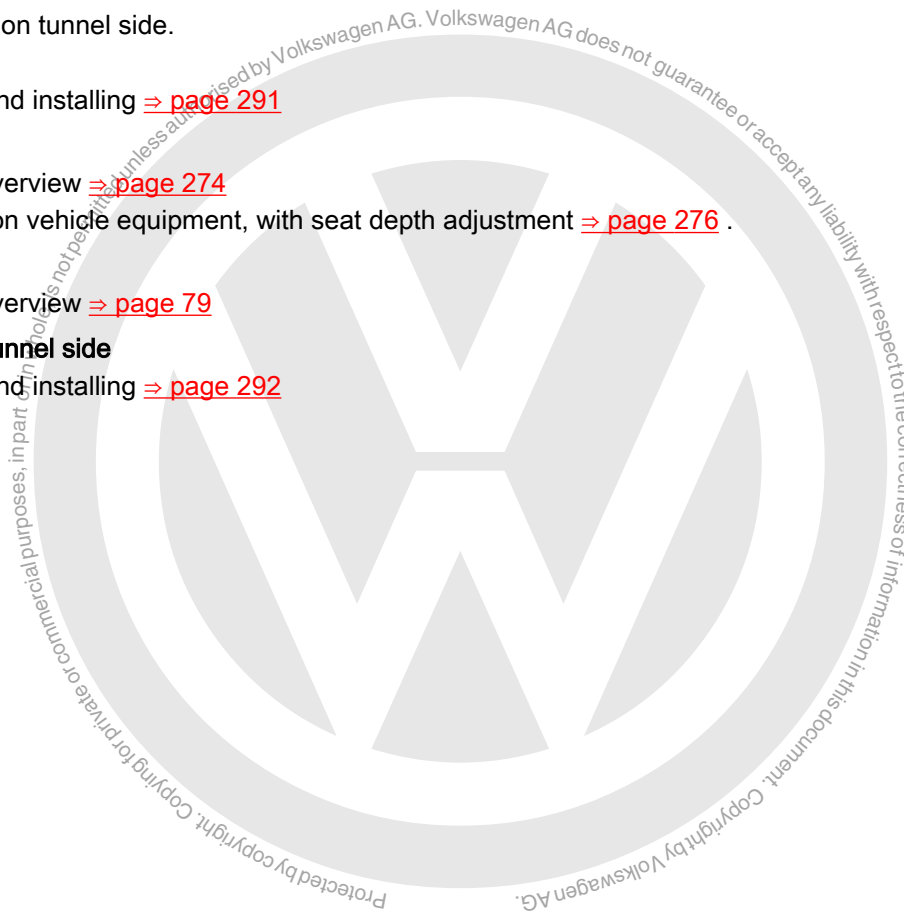 on tunnel side.
nd installing ⇒ page 291
verview ⇒ page 274
on vehicle equipment, with seat depth adjustment ⇒ page 276 .
verview ⇒ page 79
unnel side
nd installing ⇒ page 292
Protected by copyright. Copying for private or commercial purposes, in part or in whole, is not permitted unless authorised by Volkswagen AG. Volkswagen AG does not guarantee or accept any liability with respect to the correctness of information in this document. Copyright by Volkswagen AG.